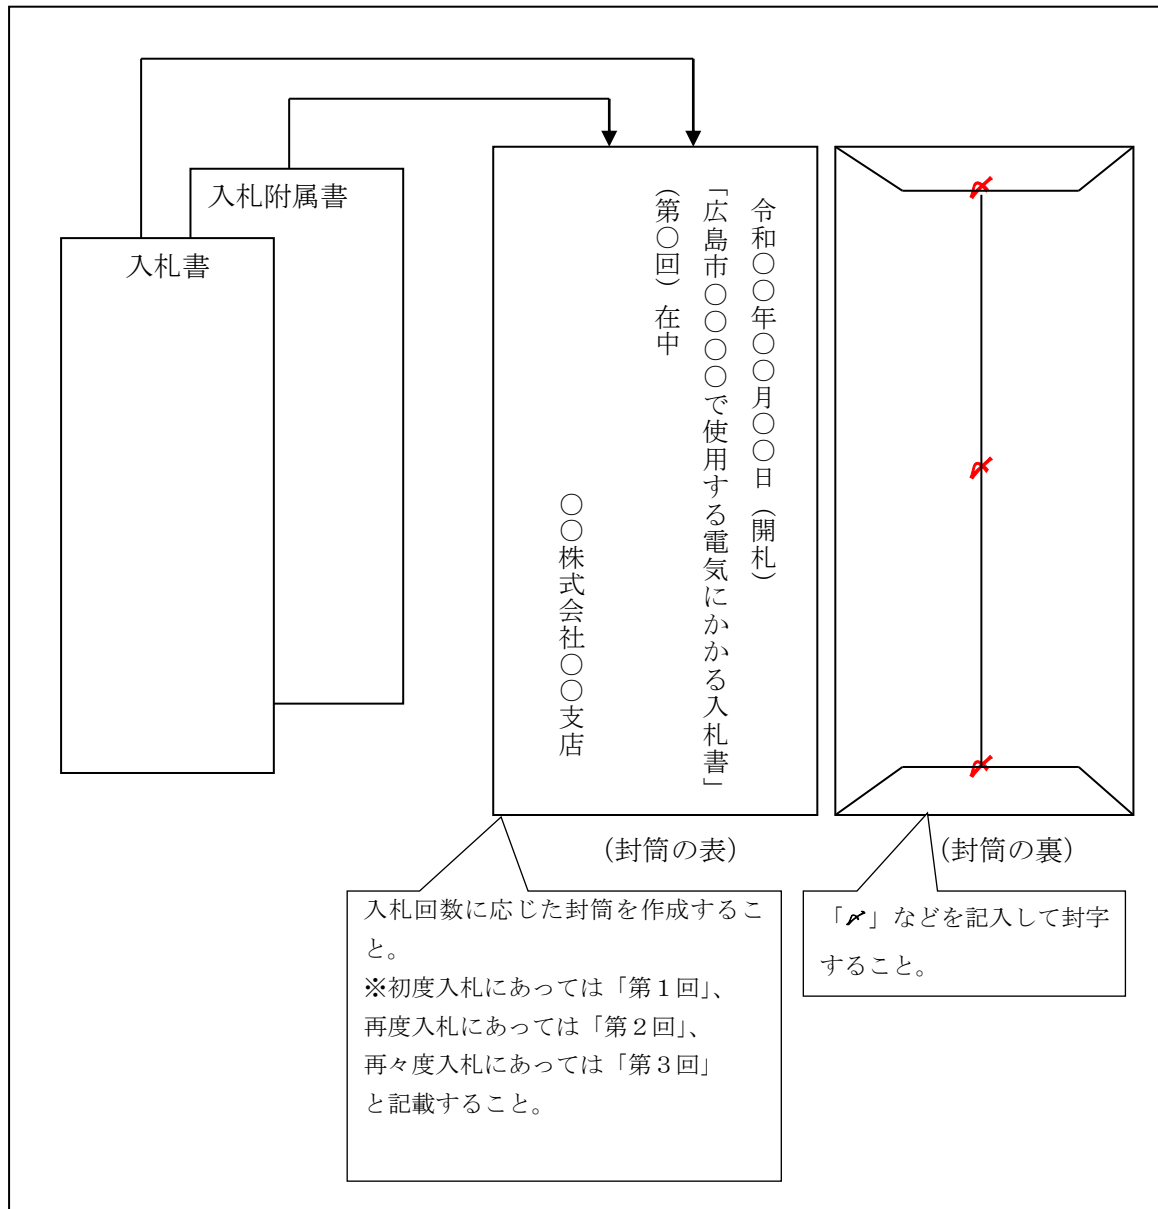 入札附属書
入札書
令和○○年○○月○○日（開札）
「広島市○○○○で使用する電気にかかる入札書」
（第○回）在中
○○株式会社○○支店
〆
〆
〆
（封筒の表）
（封筒の裏）
入札回数に応じた封筒を作成するこ
と。
※初度入札にあっては「第１回」、
再度入札にあっては「第２回」、
再々度入札にあっては「第３回」
と記載すること。
「〆」などを記入して封字
すること。